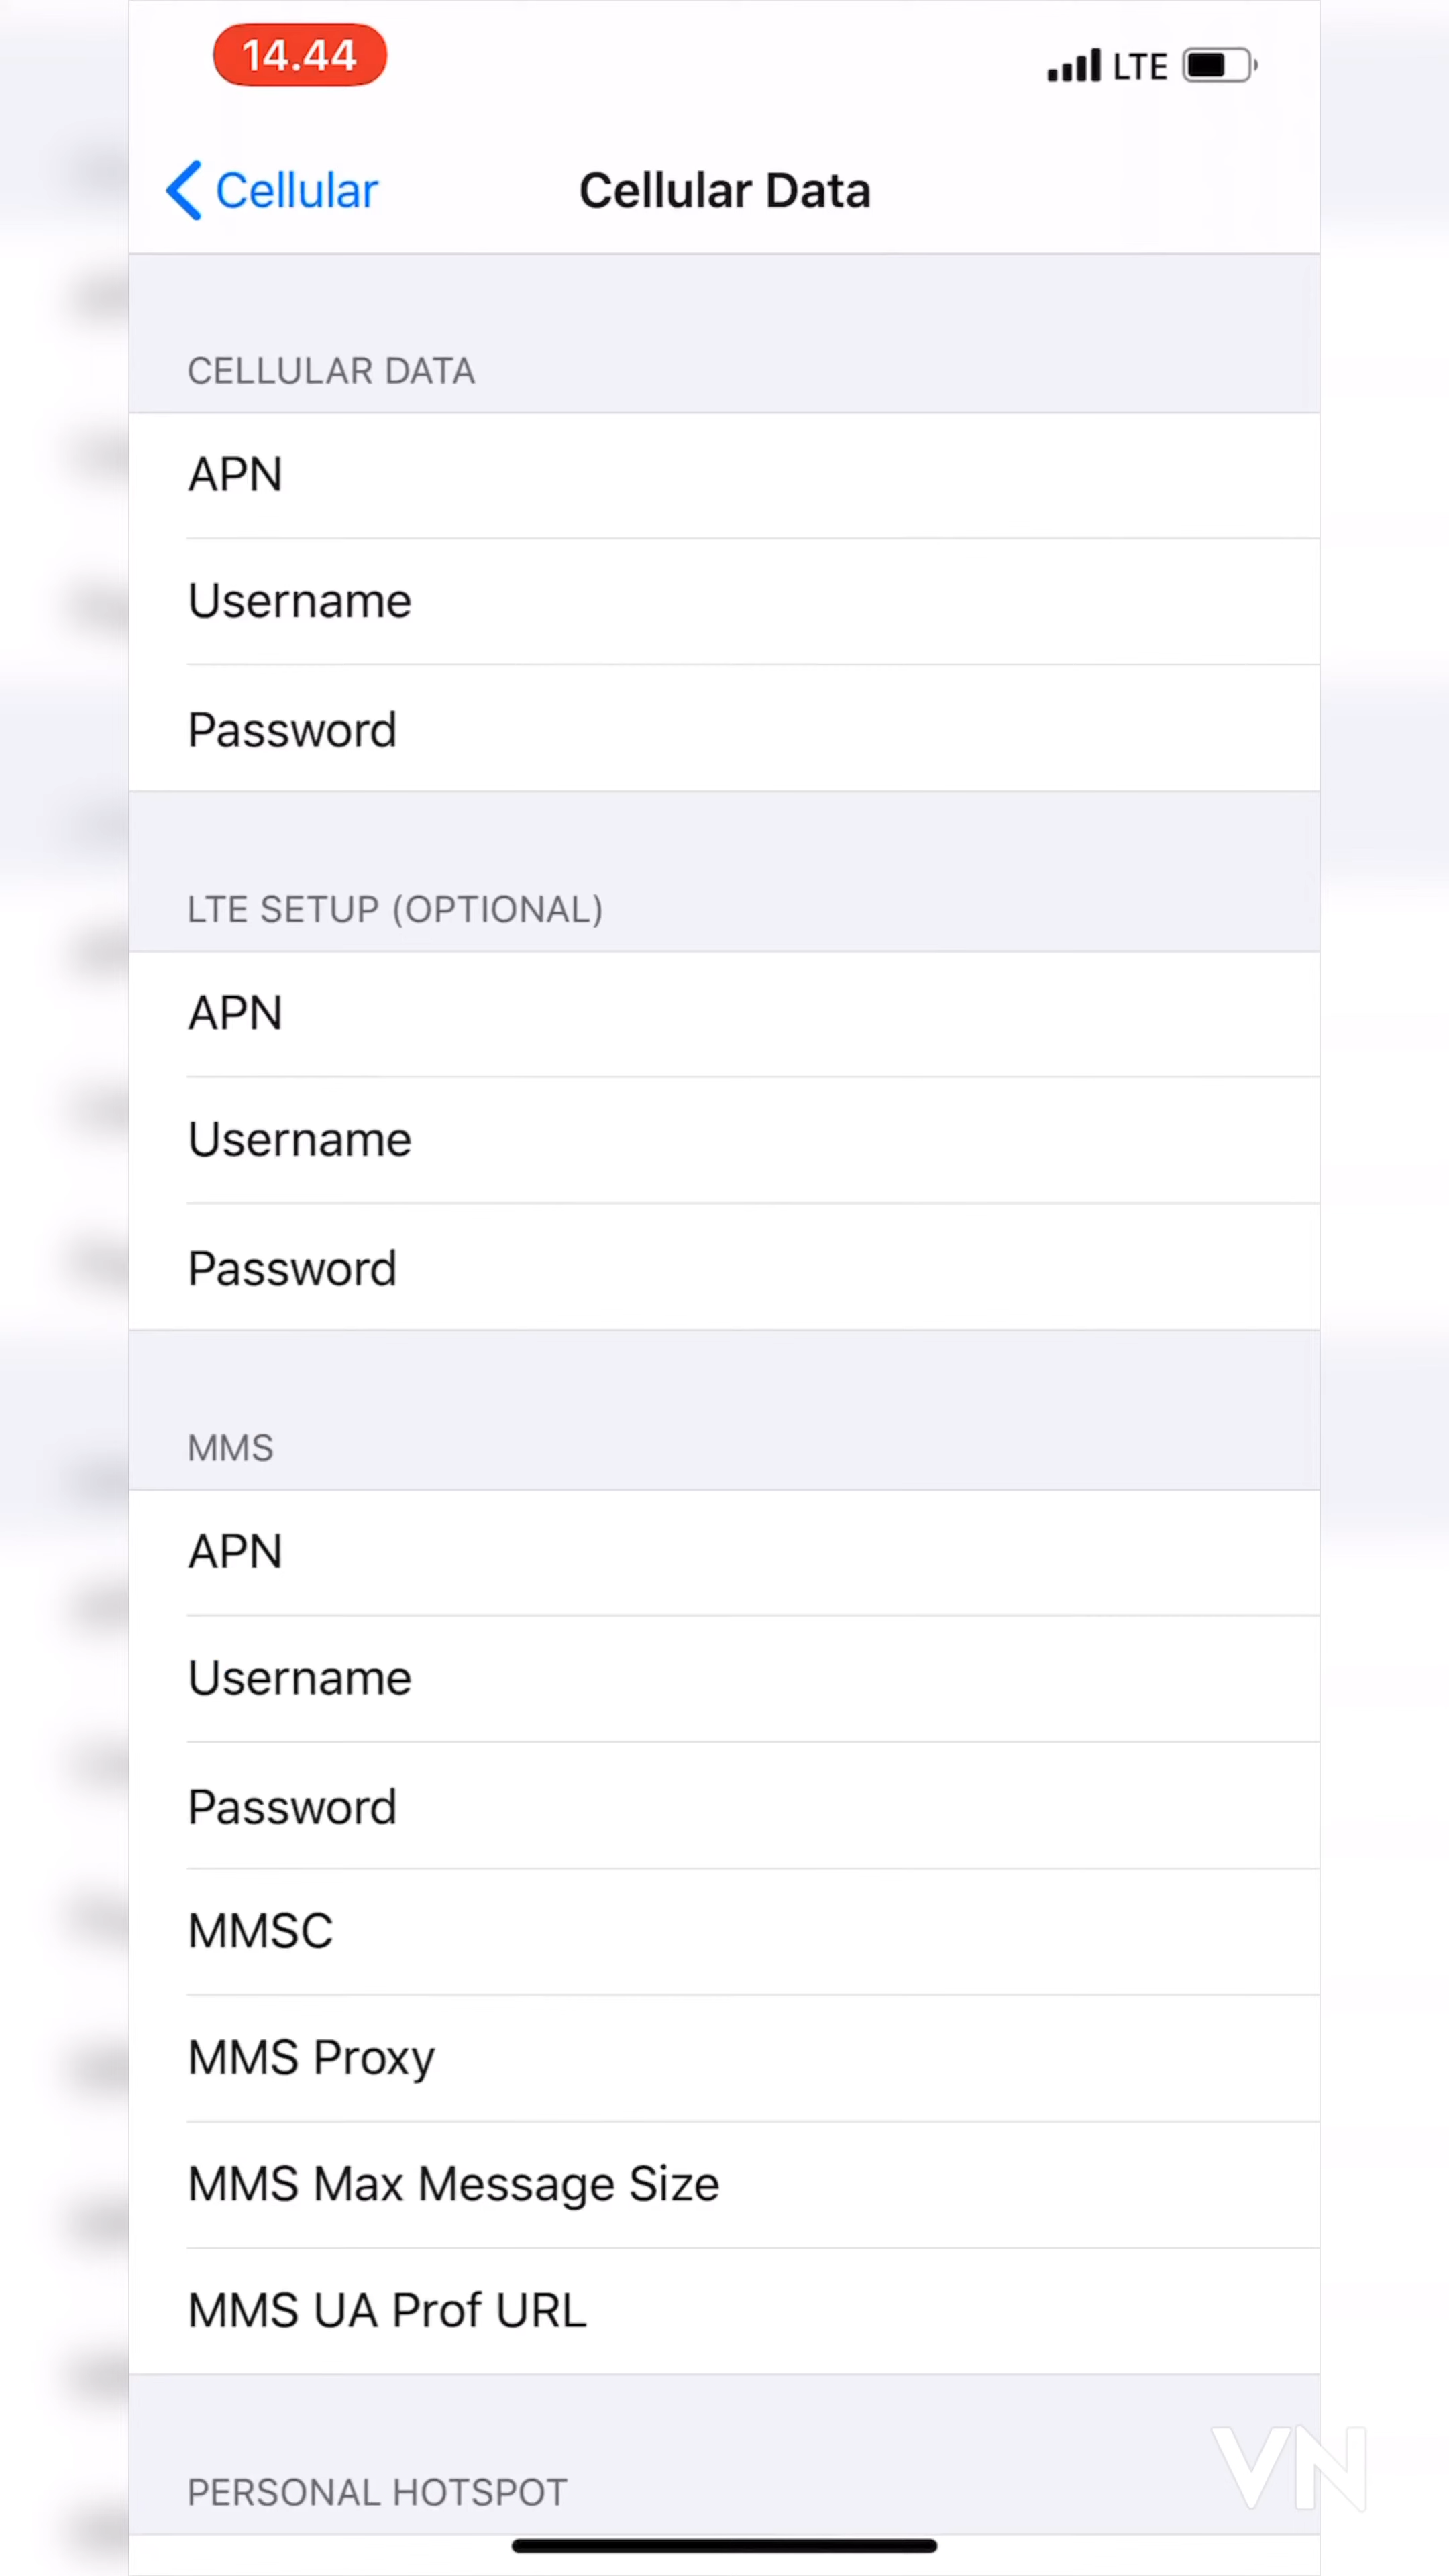 14.44
LTE
Cellular
Cellular Data
CELLULAR DATA
APN
Username
Password
LTE SETUP (OPTIONAL)
APN
Username
Password
MMS
APN
Username
Password
MMSC
MMS Proxy
MMS Max Message Size
MMS UA Prof URL
PERSONAL HOTSPOT
VN